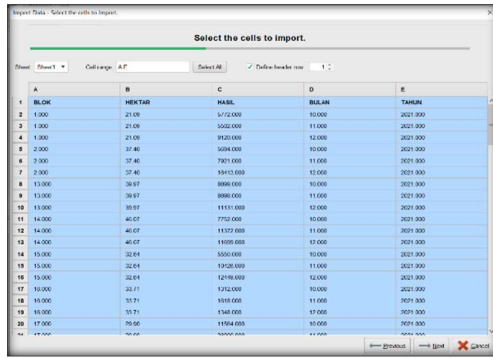 Import Data - Select the cells to import.
Select the cells to import.
Sheet Sheet1 Cell range: A:E Select All Define header row 1
A B C D E
1 BLOK HEKTAR HASIL BULAN TAHUN
2 1.000 21.09 5772.000 10.000 2021.000
3 1.000 21.09 5502.000 11.000 2021.000
4 1.000 21.09 9120.000 12.000 2021.000
5 2.000 37.40 5694.000 10.000 2021.000
6 2.000 37.40 7921.000 11.000 2021.000
7 2.000 37.40 16413.000 12.000 2021.000
8 13.000 39.97 8099.000 10.000 2021.000
9 13.000 39.97 8098.000 11.000 2021.000
10 13.000 39.97 11131.000 12.000 2021.000
11 14.000 46.07 7752.000 10.000 2021.000
12 14.000 46.07 11372.000 11.000 2021.000
13 14.000 46.07 11699.000 12.000 2021.000
14 15.000 32.64 5550.000 10.000 2021.000
15 15.000 32.64 10126.000 11.000 2021.000
16 15.000 32.64 12148.000 12.000 2021.000
17 16.000 33.71 1312.000 10.000 2021.000
18 16.000 33.71 1618.000 11.000 2021.000
19 16.000 33.71 1348.000 12.000 2021.000
20 17.000 29.90 11584.000 10.000 2021.000
Previous Next Cancel